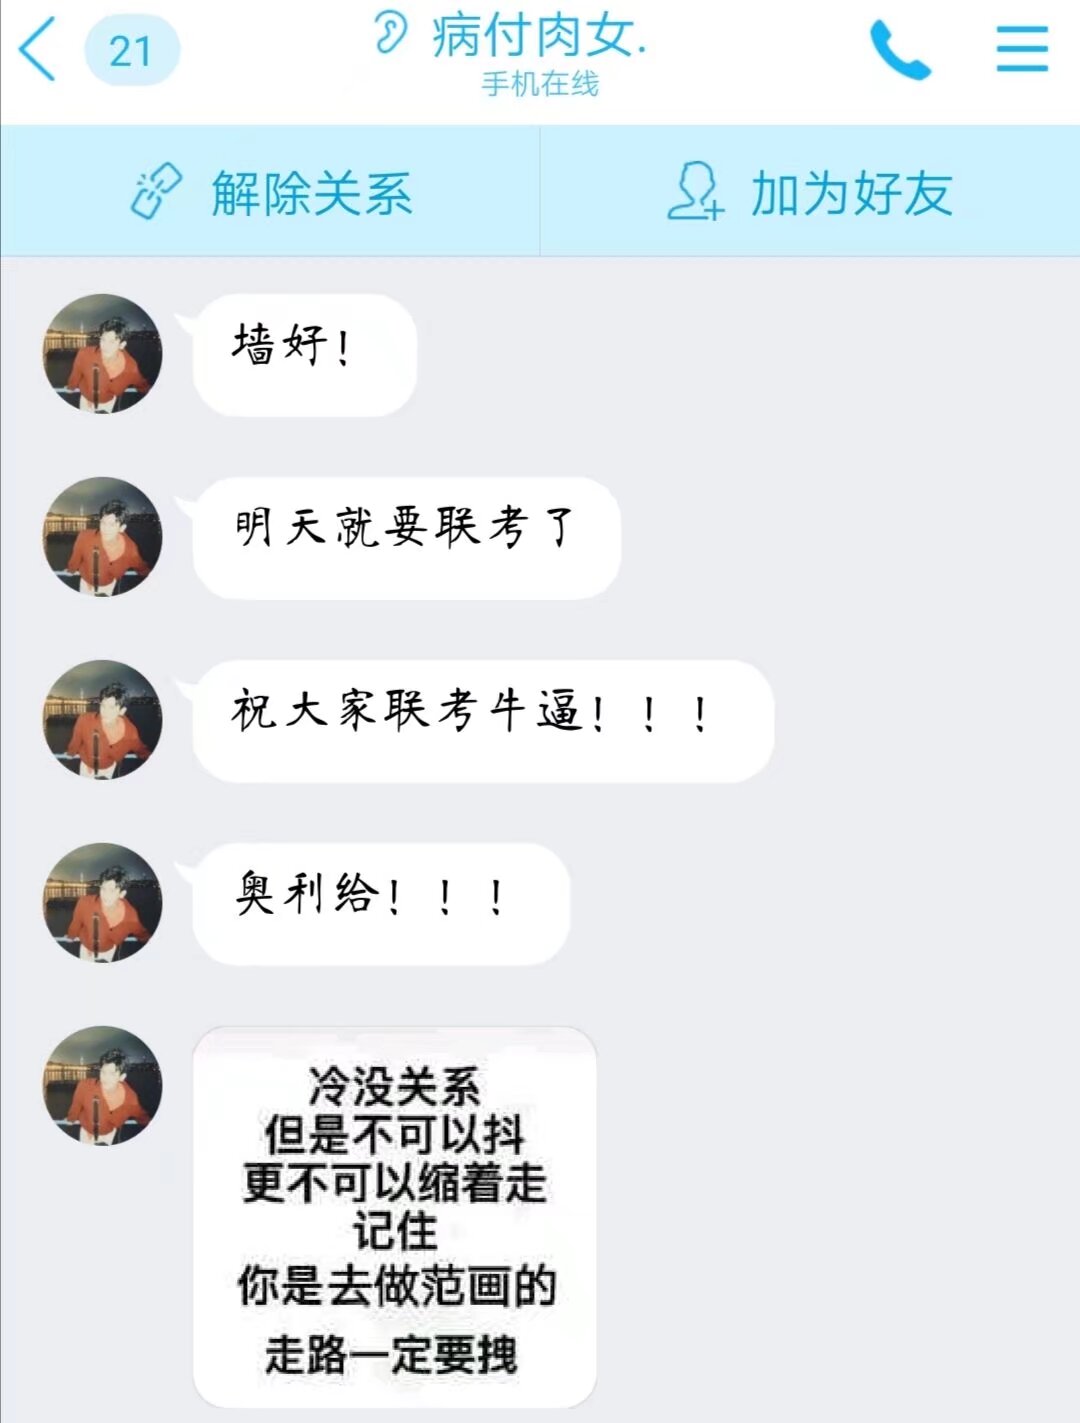 21
病付肉女.
手机在线
解除关系
加为好友
墙好!
明天就要联考了
祝大家联考牛逼!!!
奥利给!!!
冷没关系
但是不可以抖
更不可以缩着走
记住
你是去做范画的
走路一定要拽